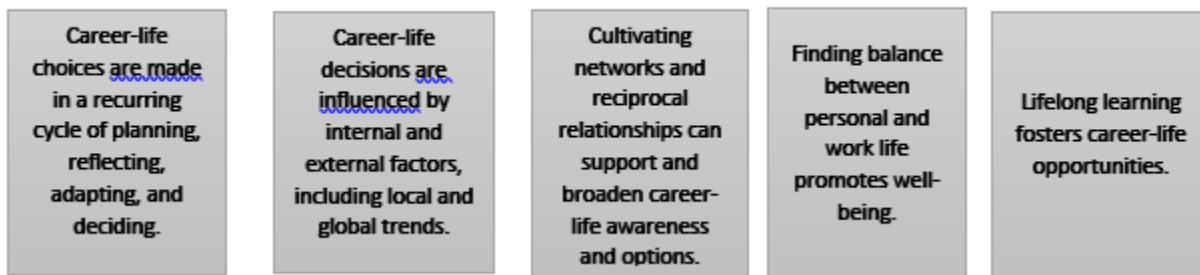 Career-life
choices are made
in a recurring
cycle of planning,
reflecting,
adapting, and
deciding.
Career-life
decisions are
influenced by
internal and
external factors,
including local and
global trends.
Cultivating
networks and
reciprocal
relationships can
support and
broaden career-
life awareness
and options.
Finding balance
between
personal and
work life
promotes well-
being.
Lifelong learning
fosters career-life
opportunities.